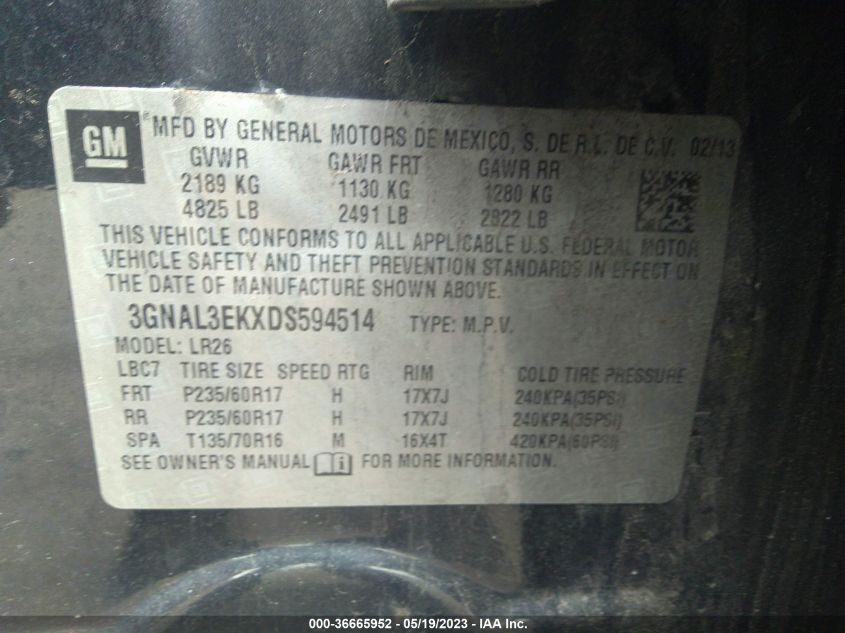 GM
® MFD BY GENERAL MOTORS DE MEXICO, S. DE R.L. DE C.V. 02/13
GVWR GAWR FRT GAWR RR
2189 KG 1130 KG 1280 KG
4825 LB 2491 LB 2822 LB
THIS VEHICLE CONFORMS TO ALL APPLICABLE U.S. FEDERAL MOTOR
VEHICLE SAFETY AND THEFT PREVENTION STANDARDS IN EFFECT ON
THE DATE OF MANUFACTURE SHOWN ABOVE.
3GNAL3EKXDS594514 TYPE: M.P.V.
MODEL: LR26
LBC7 TIRE SIZE SPEED RTG RIM COLD TIRE PRESSURE
FRT P235/60R17 H 17X7J 240KPA(35PSI)
RR P235/60R17 H 17X7J 240KPA(35PSI)
SPA T135/70R16 M 16X4T 420KPA(60PSI)
SEE OWNER'S MANUAL i FOR MORE INFORMATION.
000-36665952 - 05/19/2023 - IAA Inc.